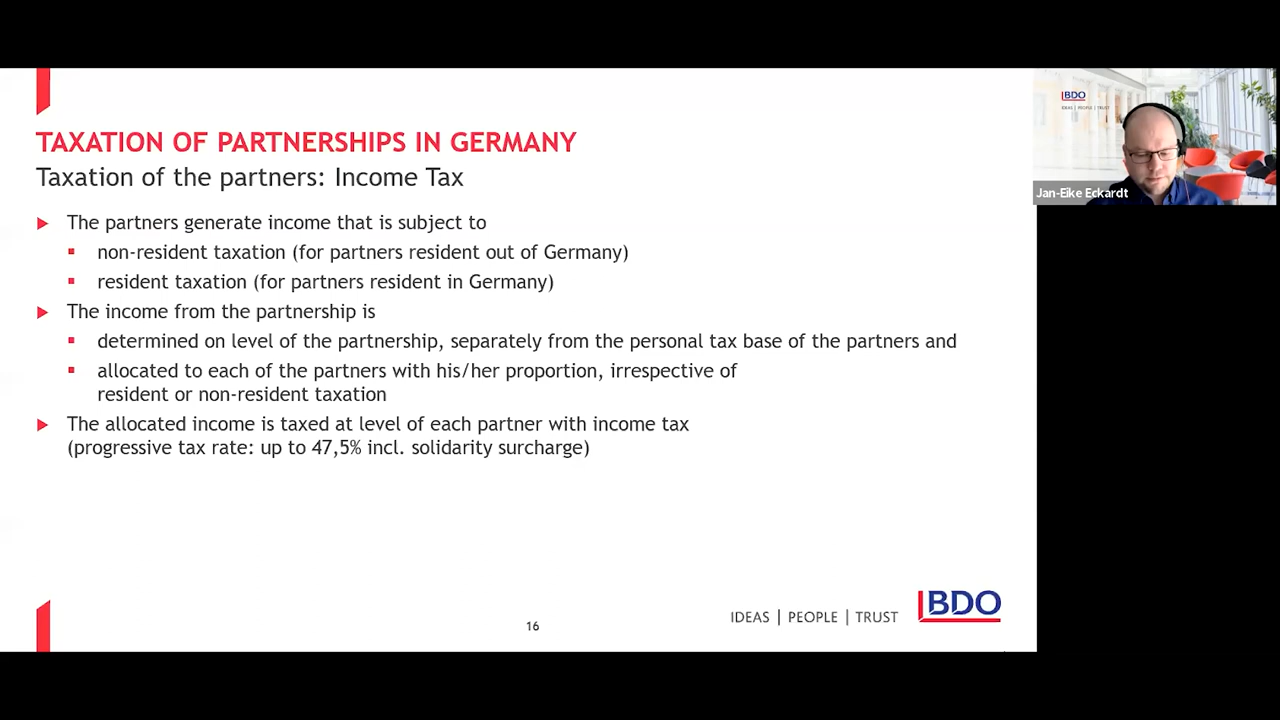 TAXATION OF PARTNERSHIPS IN GERMANY
Taxation of the partners: Income Tax
The partners generate income that is subject to
non-resident taxation (for partners resident out of Germany)
resident taxation (for partners resident in Germany)
The income from the partnership is
determined on level of the partnership, separately from the personal tax base of the partners and
allocated to each of the partners with his/her proportion, irrespective of
resident or non-resident taxation
The allocated income is taxed at level of each partner with income tax
(progressive tax rate: up to 47,5% incl. solidarity surcharge)
16
IDEAS | PEOPLE | TRUST
BDO
BDO
IDEAS | PEOPLE | TRUST
Jan-Eike Eckardt